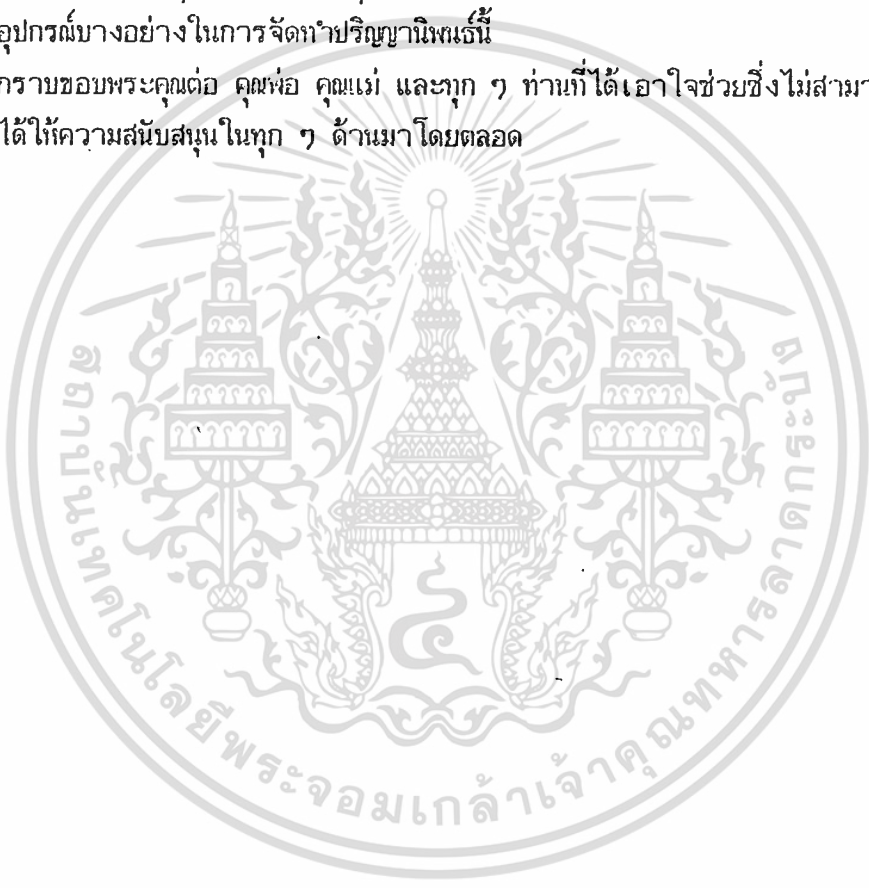 อุปกรณ์บางอย่างในการจัดทำปริญญานิพนธ์นี้
กราบขอบพระคุณต่อ คุณพ่อ คุณแม่ และทุก ๆ ท่านที่ได้เอาใจช่วยซึ่งไม่สามา
ได้ให้ความสนับสนุนในทุก ๆ ด้านมาโดยตลอด
สถาบันเทคโนโลยีพระจอมเกล้าเจ้าคุณทหารลาดกระบัง
๔